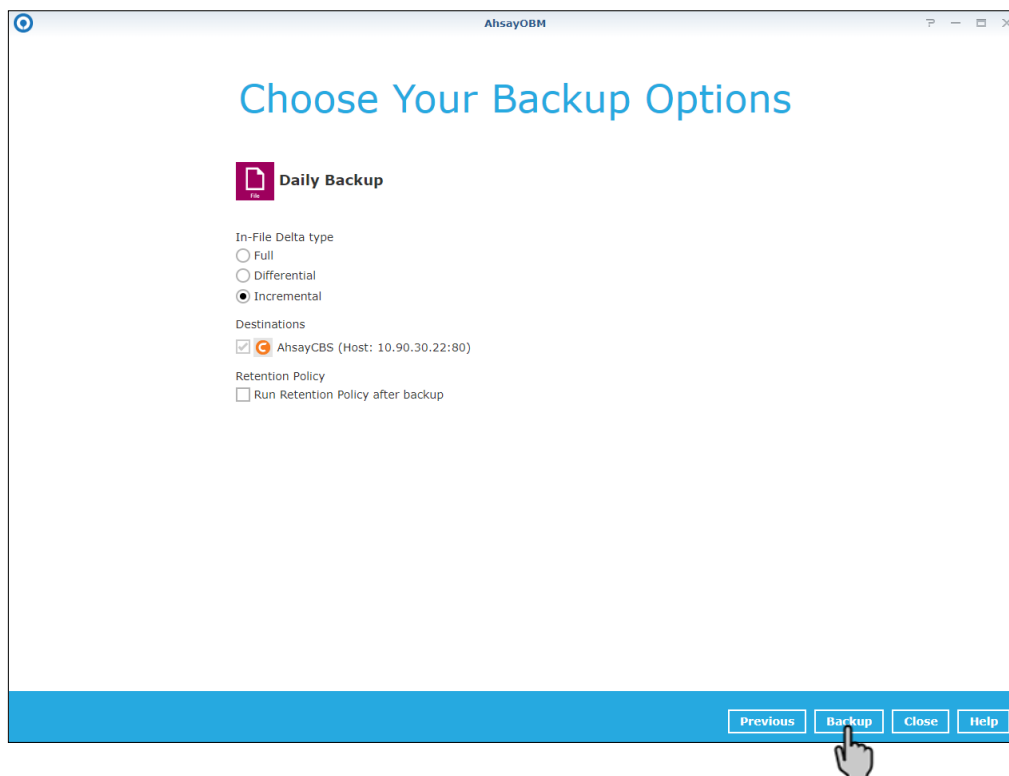 AhsayOBM
Choose Your Backup Options
File
Daily Backup
In-File Delta type
Full
Differential
Incremental
Destinations
AhsayCBS (Host: 10.90.30.22:80)
Retention Policy
Run Retention Policy after backup
Previous Backup Close Help